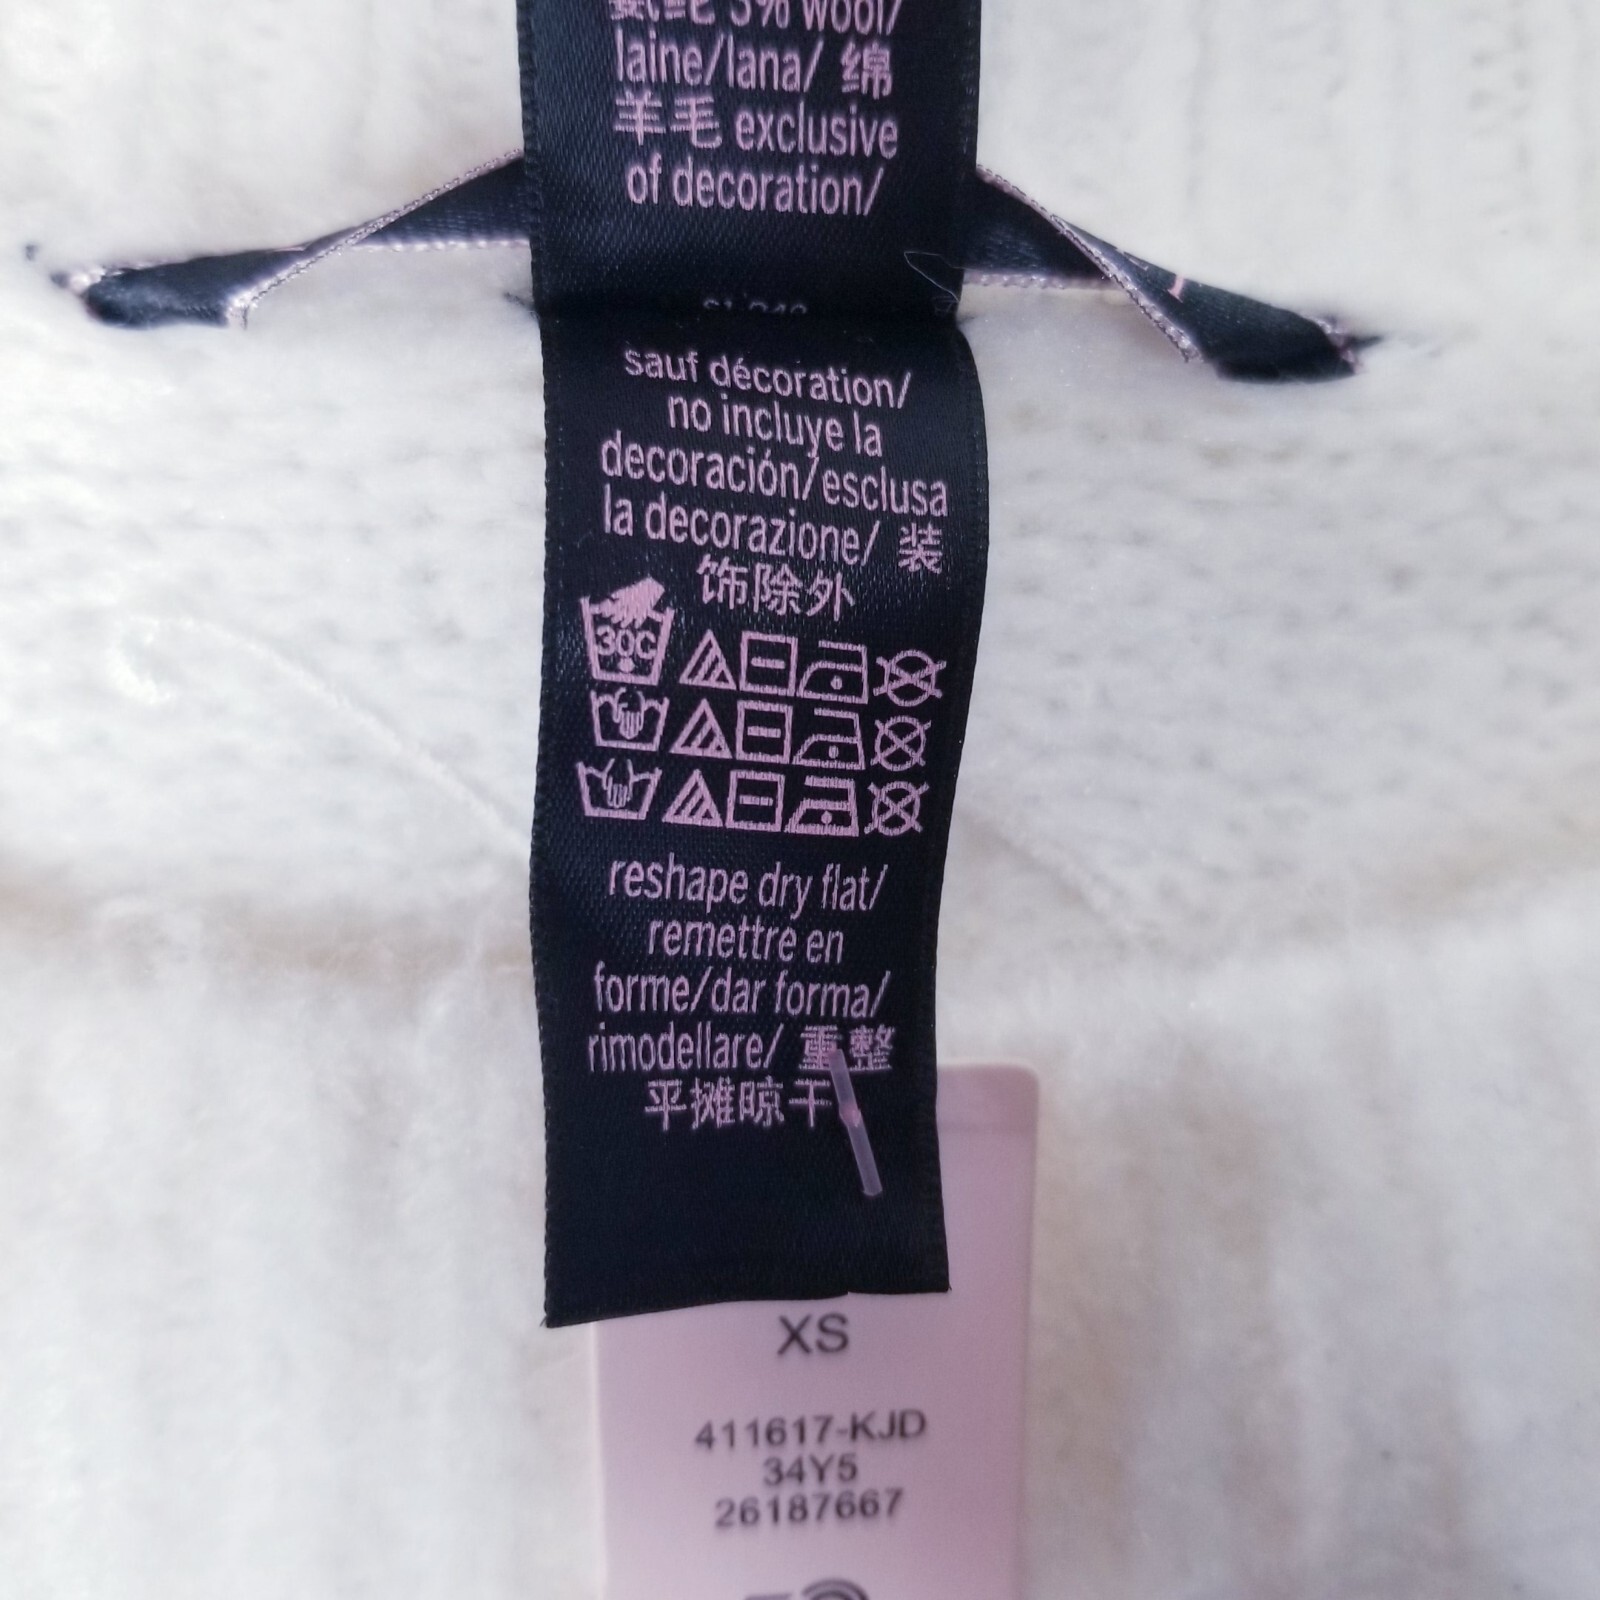 3% wool/
laine/lana/ 绵
羊毛 exclusive
of decoration/
sauf décoration/
no incluye la
decoración/esclusa
la decorazione/ 装
饰除外
30C
reshape dry flat/
remettre en
forme/dar forma/
rimodellare/ 重整
平摊晾干
XS
411617-KJD
34Y5
26187667